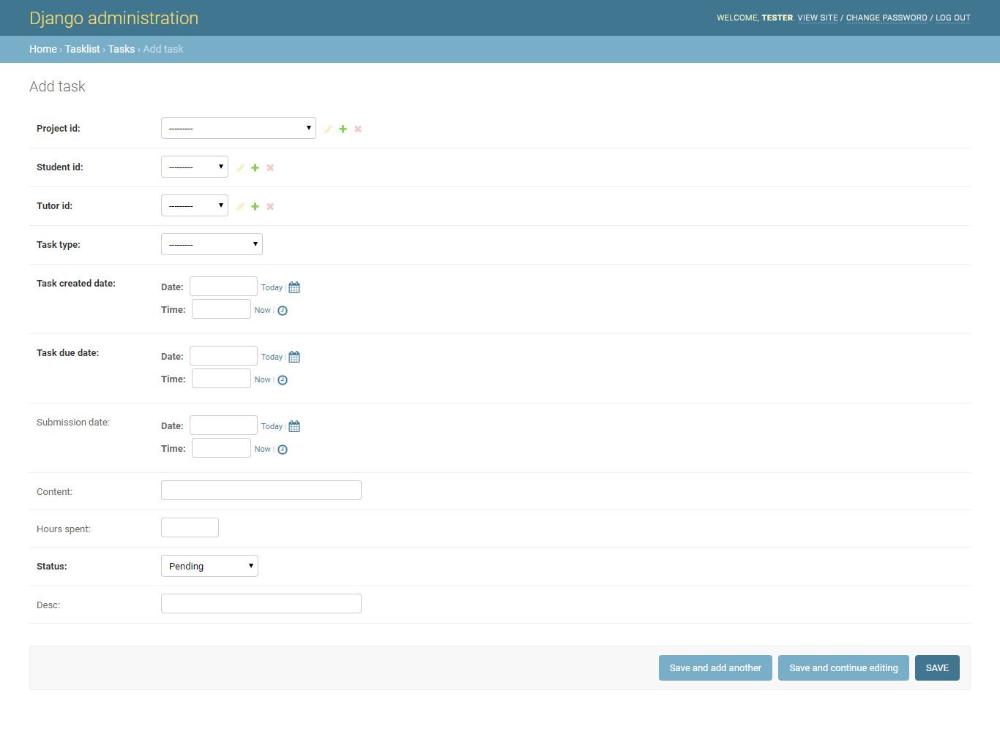 Django administration
WELCOME, TESTER. VIEW SITE / CHANGE PASSWORD / LOG OUT
Home › Tasklist › Tasks › Add task
Add task
Project id: ---------
Student id: ---------
Tutor id: ---------
Task type: ---------
Task created date:
Date: Today |
Time: Now |
Task due date:
Date: Today |
Time: Now |
Submission date:
Date: Today |
Time: Now |
Content:
Hours spent:
Status: Pending
Desc:
Save and add another Save and continue editing SAVE